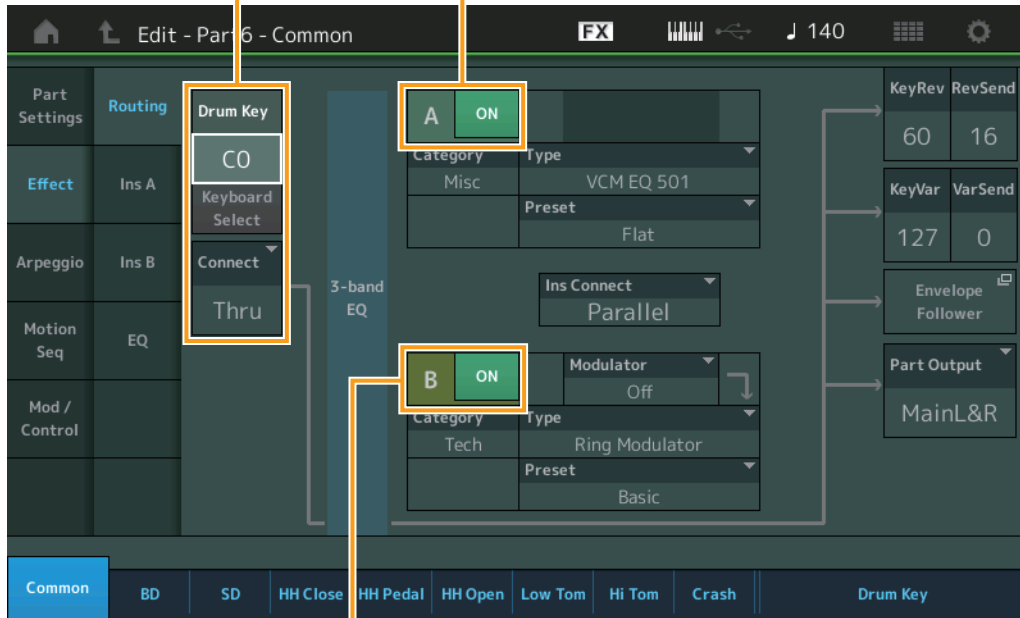 Edit - Part6 - Common
FX
140
Part
Settings
Effect
Arpeggio
Motion
Seq
Mod /
Control
Routing
Ins A
Ins B
EQ
Drum Key
C0
Keyboard
Select
Connect
Thru
3-band
EQ
A ON
Category Type
Misc VCM EQ 501
Preset
Flat
Ins Connect
Parallel
B ON
Modulator
Off
Category Type
Tech Ring Modulator
Preset
Basic
KeyRev RevSend
60 16
KeyVar VarSend
127 0
Envelope
Follower
Part Output
MainL&R
Common BD SD HH Close HH Pedal HH Open Low Tom Hi Tom Crash Drum Key